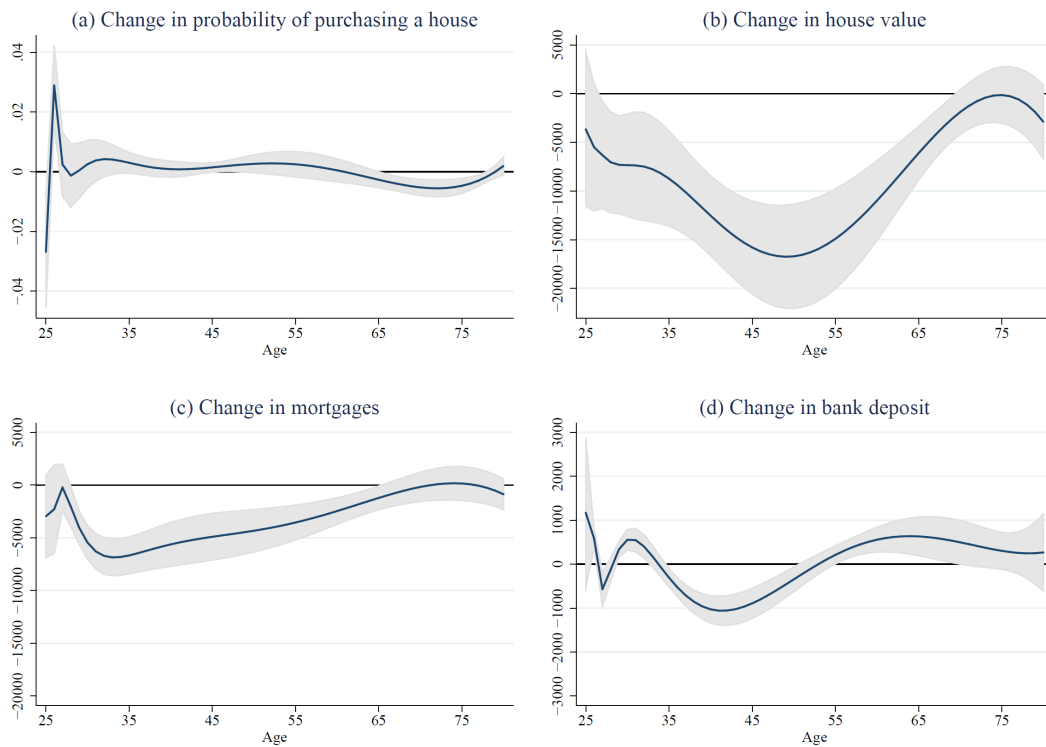 (a) Change in probability of purchasing a house
.04
.02
0
-.02
-.04
25 35 45 55 65 75
Age
(b) Change in house value
5000
0
-5000
-10000
-15000
-20000
25 35 45 55 65 75
Age
(c) Change in mortgages
5000
0
-5000
-10000
-15000
-20000
25 35 45 55 65 75
Age
(d) Change in bank deposit
3000
2000
1000
0
-1000
-2000
-3000
25 35 45 55 65 75
Age